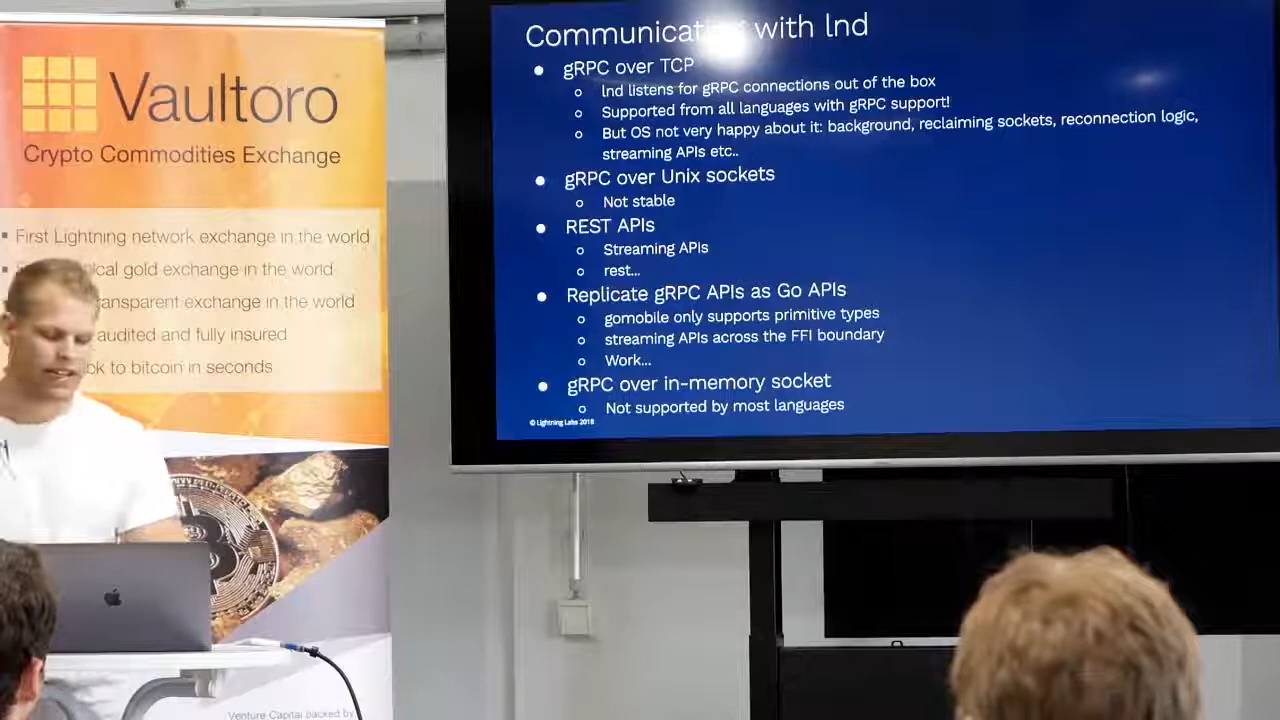 Vaultoro
Crypto Commodities Exchange
First Lightning network exchange in the world
ical gold exchange in the world
ansparent exchange in the world
audited and fully insured
to bitcoin in seconds
Venture Capital backed by
Communicat with lnd
● gRPC over TCP
○ lnd listens for gRPC connections out of the box
○ Supported from all languages with gRPC support!
○ But OS not very happy about it: background, reclaiming sockets, reconnection logic,
streaming APIs etc..
● gRPC over Unix sockets
○ Not stable
● REST APIs
○ Streaming APIs
○ rest...
● Replicate gRPC APIs as Go APIs
○ gomobile only supports primitive types
○ streaming APIs across the FFI boundary
○ Work...
● gRPC over in-memory socket
○ Not supported by most languages
© Lightning Labs 2018